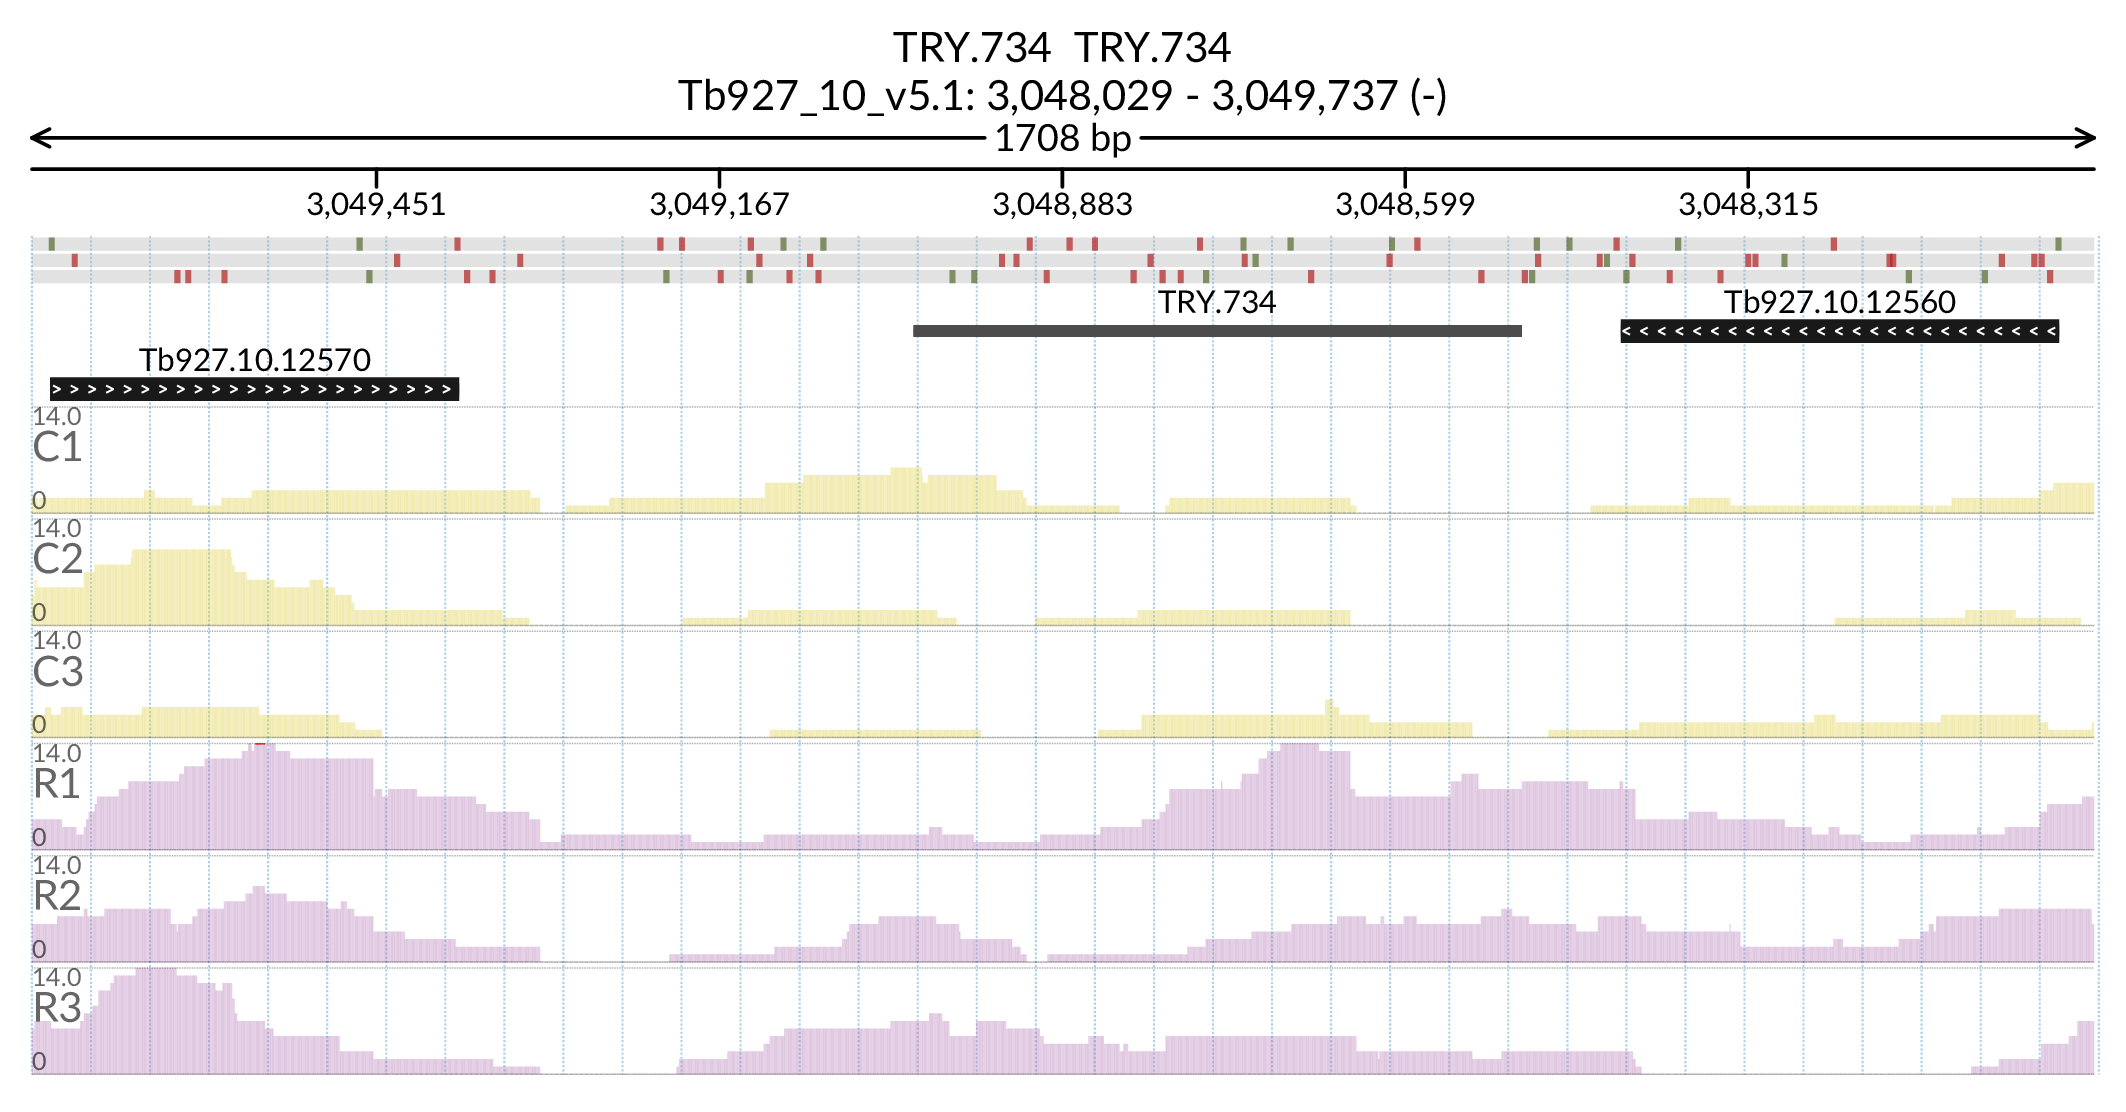 TRY.734  TRY.734
Tb927_10_v5.1: 3,048,029 - 3,049,737 (-)
1708 bp
3,049,451 3,049,167 3,048,883 3,048,599 3,048,315
TRY.734 Tb927.10.12560
Tb927.10.12570
14.0
C1
0
14.0
C2
0
14.0
C3
0
14.0
R1
0
14.0
R2
0
14.0
R3
0